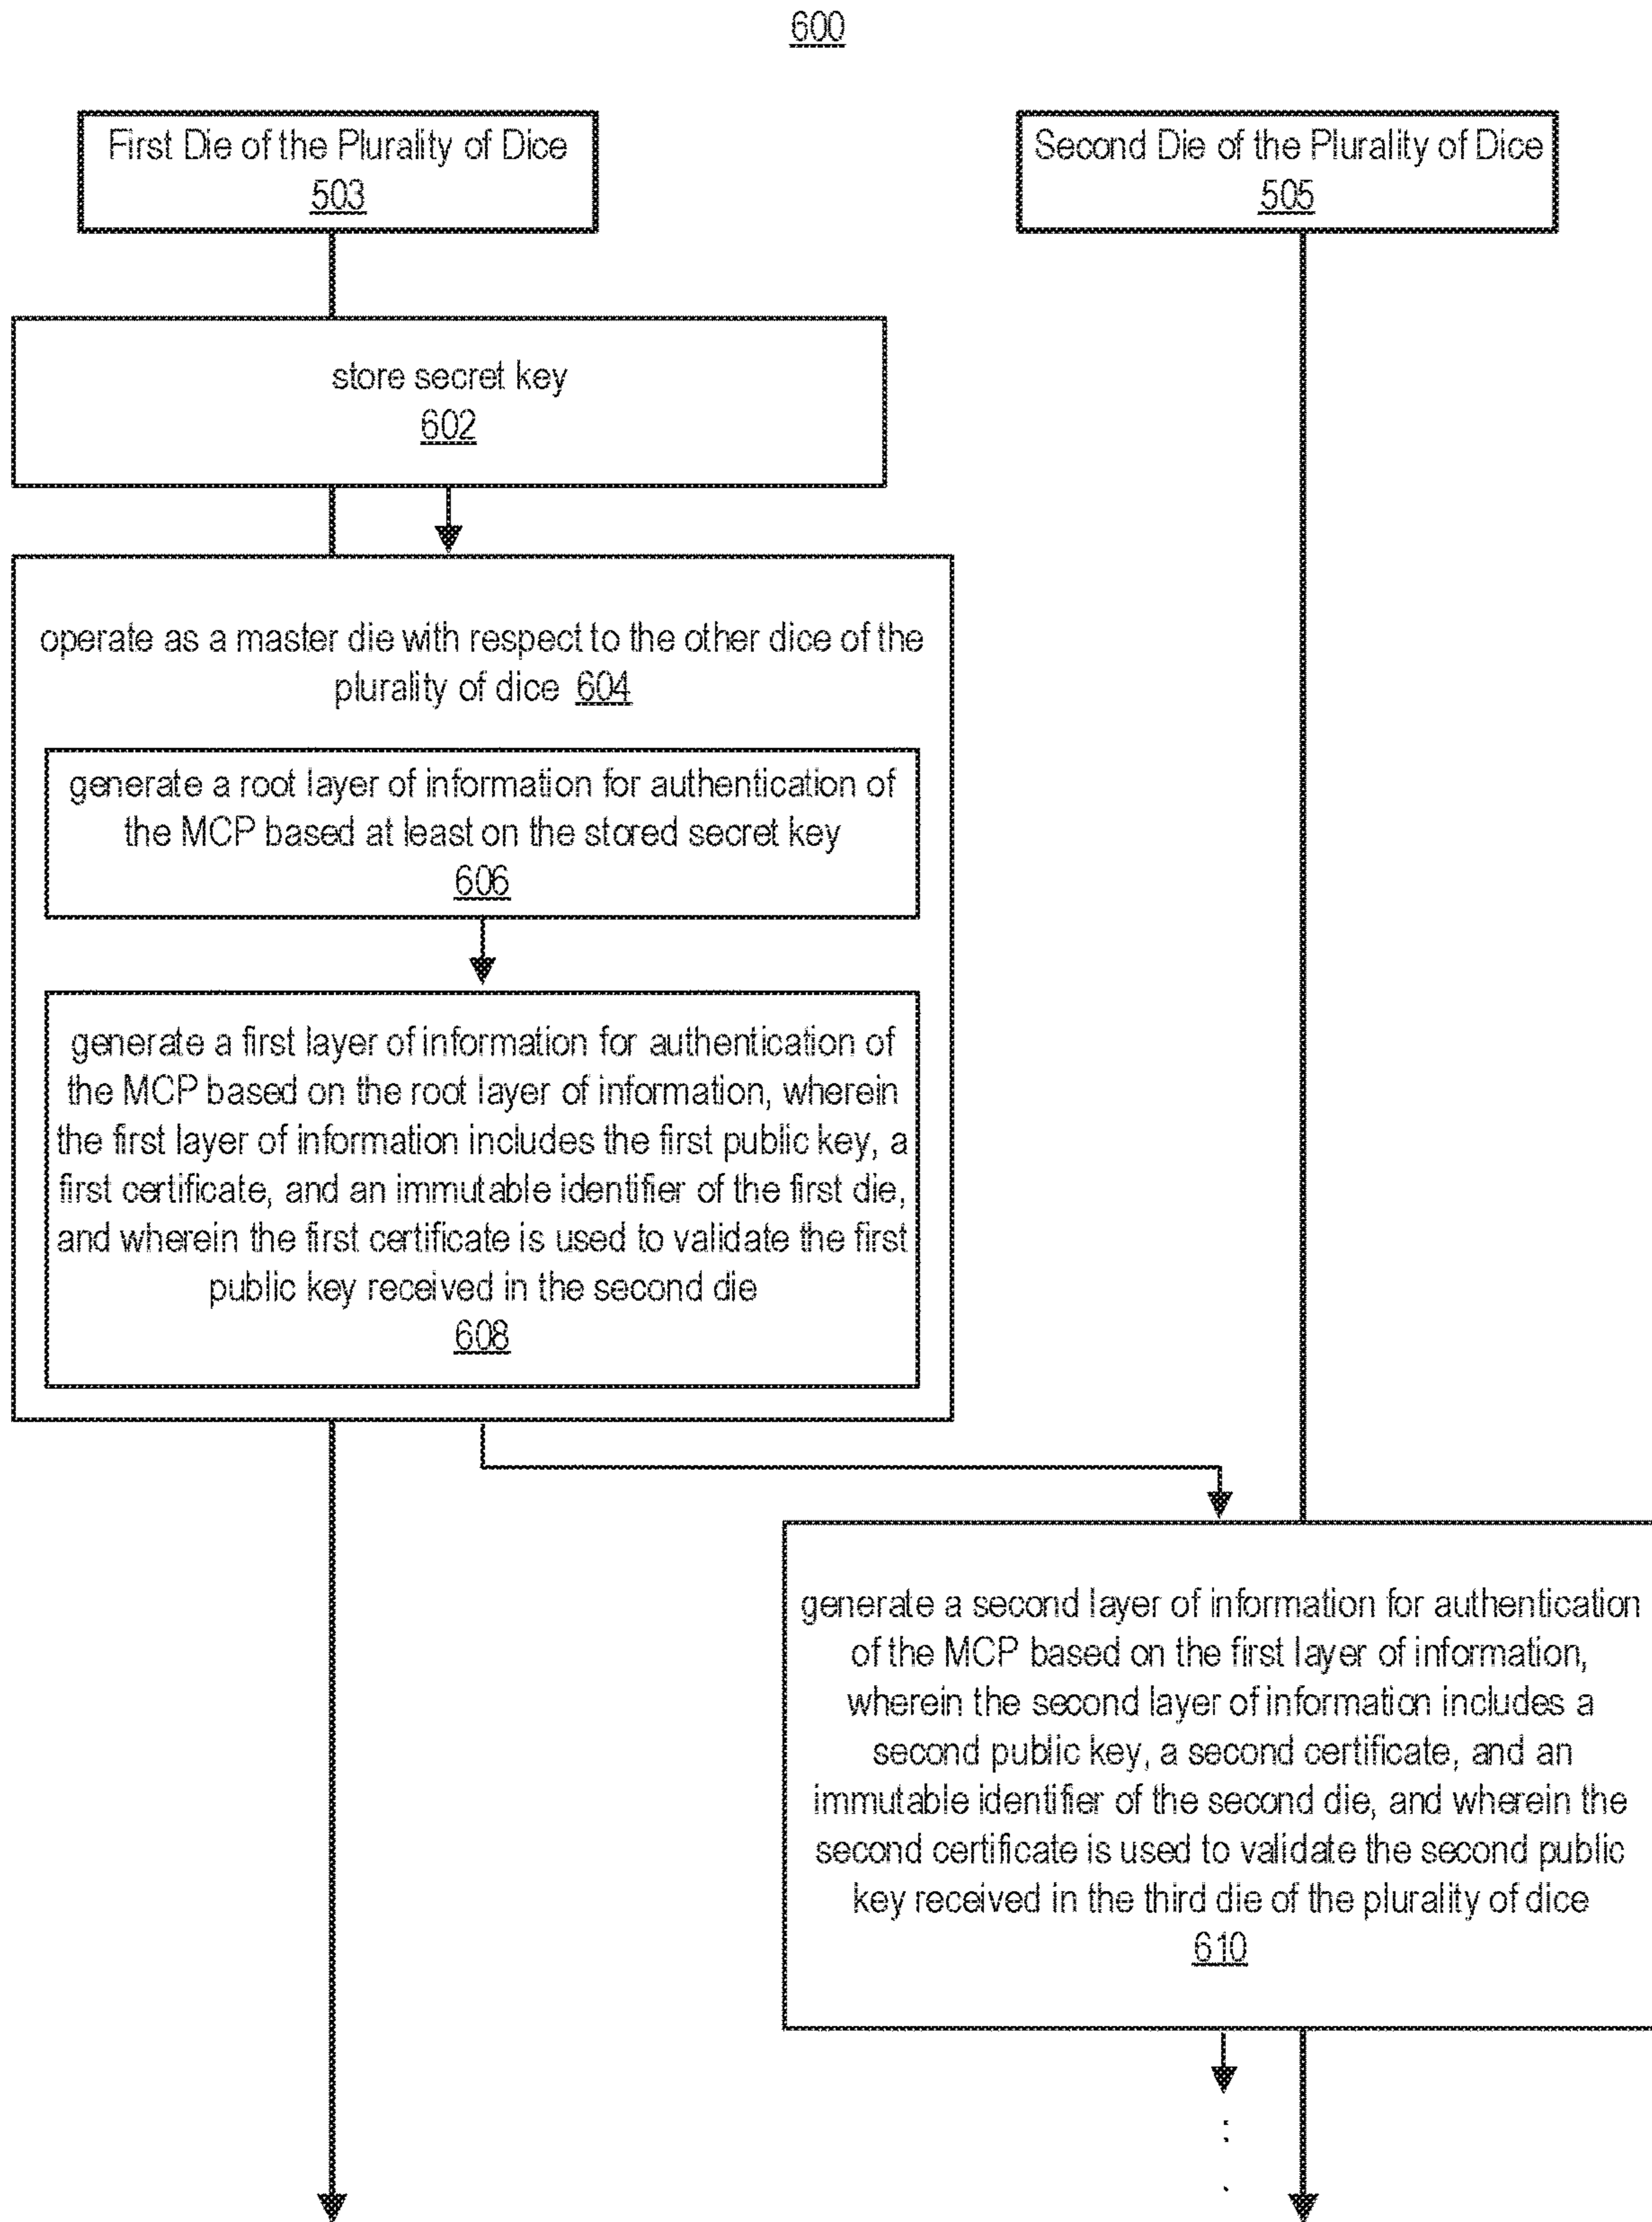 600
First Die of the Plurality of Dice
503
Second Die of the Plurality of Dice
505
store secret key
602
operate as a master die with respect to the other dice of the
plurality of dice 604
generate a root layer of information for authentication of
the MCP based at least on the stored secret key
606
generate a first layer of information for authentication of
the MCP based on the root layer of information, wherein
the first layer of information includes the first public key, a
first certificate, and an immutable identifier of the first die,
and wherein the first certificate is used to validate the first
public key received in the second die
608
generate a second layer of information for authentication
of the MCP based on the first layer of information,
wherein the second layer of information includes a
second public key, a second certificate, and an
immutable identifier of the second die, and wherein the
second certificate is used to validate the second public
key received in the third die of the plurality of dice
610